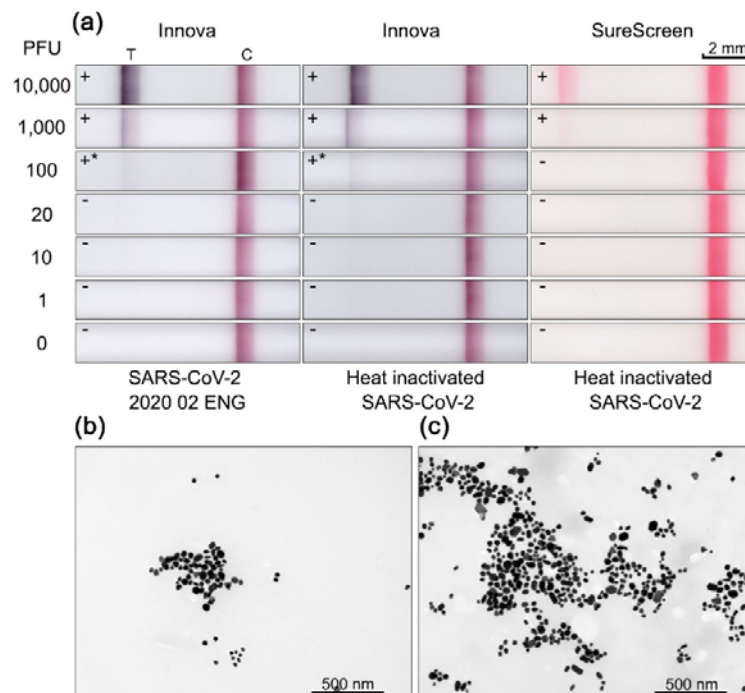 (a)
Innova
Innova
SureScreen
PFU
T
C
2 mm
10,000
+
+
+
1,000
+
+
+
100
+*
+*
-
20
-
-
-
10
-
-
-
1
-
-
-
0
-
-
-
SARS-CoV-2
2020 02 ENG
Heat inactivated
SARS-CoV-2
Heat inactivated
SARS-CoV-2
(b)
(c)
500 nm
500 nm